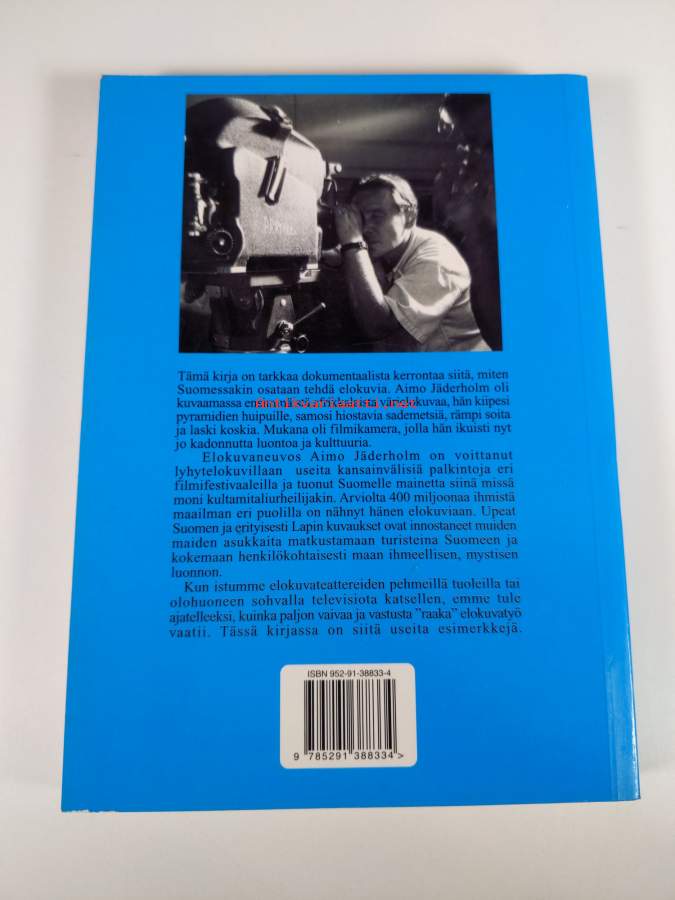 Tämä kirja on tarkkaa dokumentaalista kerrontaa siitä, miten
Suomessakin osataan tehdä elokuvia. Aimo Jäderholm oli
kuvaamassa värielokuvaa, hän kiipesi
pyramidien huipuille, samosi hiostavia sademetsiä, rämpi soita
ja laski koskia. Mukana oli filmikamera, jolla hän ikuisti nyt
jo kadonnutta luontoa ja kulttuuria.
Elokuvaneuvos Aimo Jäderholm on voittanut
lyhytelokuvillaan useita kansainvälisiä palkintoja eri
filmifestivaaleilla ja tuonut Suomelle mainetta siinä missä
moni kultamitaliurheilijakin. Arviolta 400 miljoonaa ihmistä
maailman eri puolilla on nähnyt hänen elokuviaan. Upeat
Suomen ja erityisesti Lapin kuvaukset ovat innostaneet muiden
maiden asukkaita matkustamaan turisteina Suomeen ja
kokemaan henkilökohtaisesti maan ihmeellisen, mystisen
luonnon.
Kun istumme elokuvateattereiden pehmeillä tuoleilla tai
olohuoneen sohvalla televisiota katsellen, emme tule
ajatelleeksi, kuinka paljon vaivaa ja vastusta "raaka" elokuvatyö
vaatii. Tässä kirjassa on siitä useita esimerkkejä.
ISBN 952-91-38833-4
9 785291 388334 >